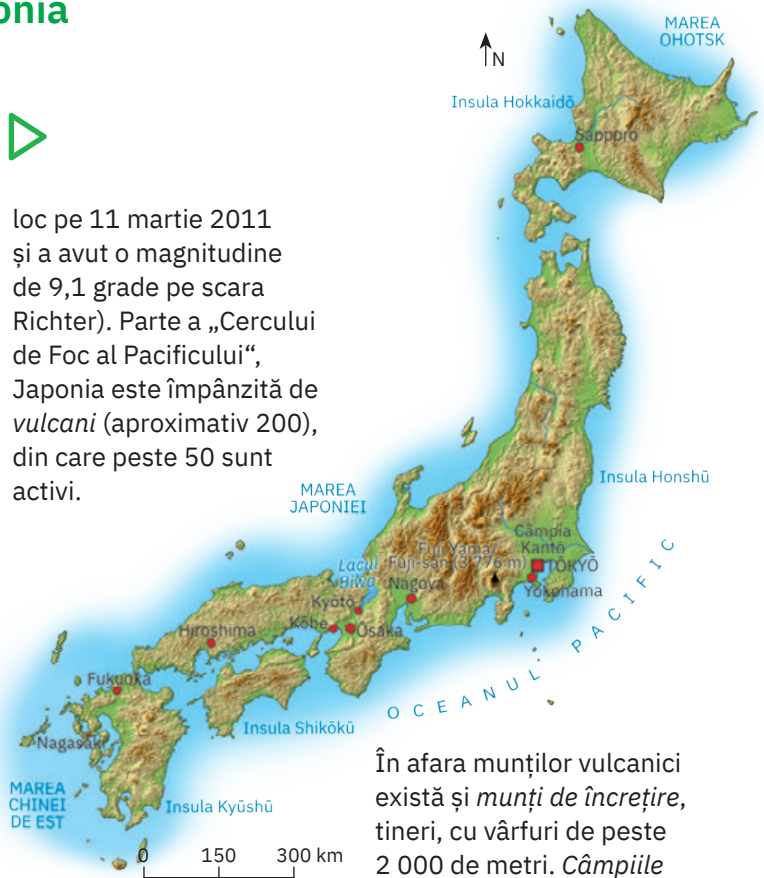 onia
loc pe 11 martie 2011
și a avut o magnitudine
de 9,1 grade pe scara
Richter). Parte a „Cercului
de Foc al Pacificului“,
Japonia este împânzită de
vulcani (aproximativ 200),
din care peste 50 sunt
activi.
N
MAREA
OHOTSK
Insula Hokkaidō
Sapporo
MAREA
JAPONIEI
Insula Honshū
Câmpia
Kantō
Fuji Yama/
Fuji-san (3 776 m)
TŌKYŌ
Yokohama
Lacul
Biwa
Nagoya
Kyōto
Kōbe
Ōsaka
Hiroshima
Fukuoka
Nagasaki
OCEANUL PACIFIC
Insula Shikōkū
MAREA
CHINEI
DE EST
Insula Kyūshū
0 150 300 km
În afara munților vulcanici
există și munți de încrețire,
tineri, cu vârfuri de peste
2 000 de metri. Câmpiile